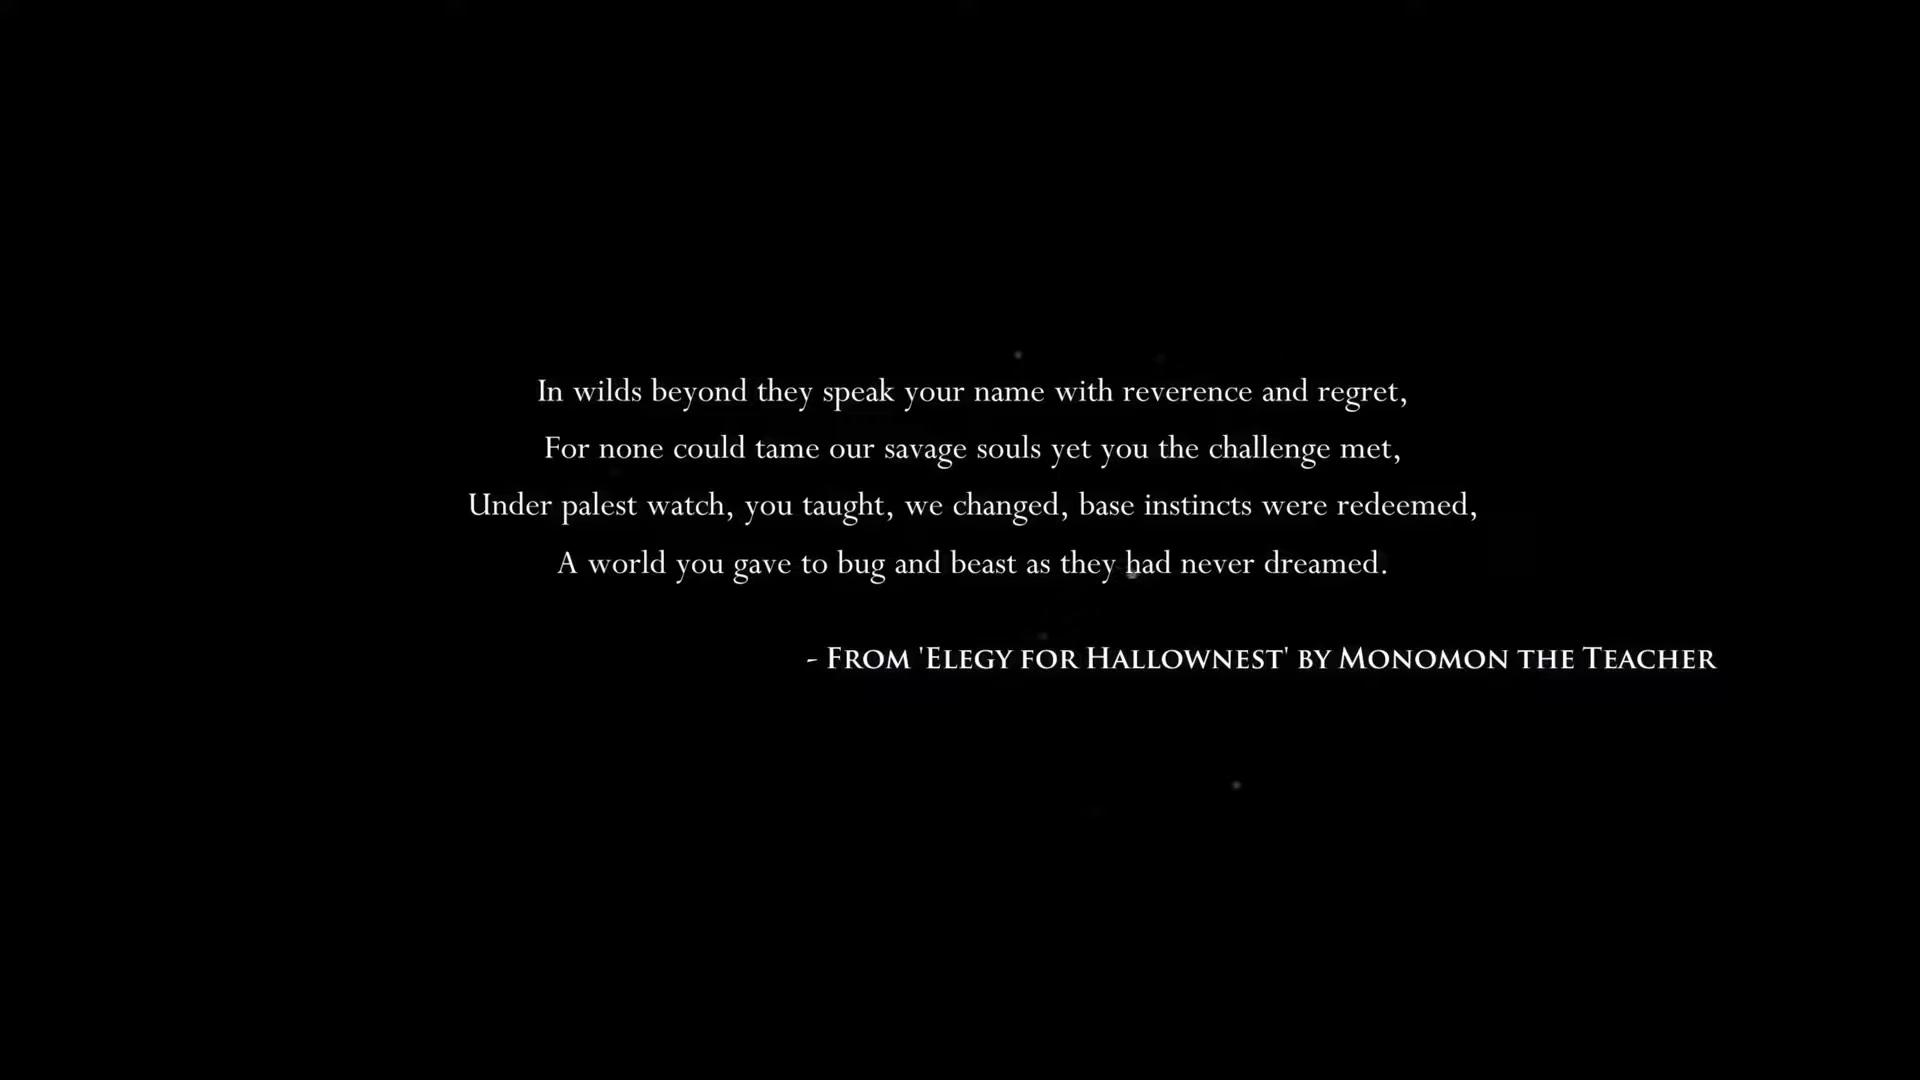 In wilds beyond they speak your name with reverence and regret,
For none could tame our savage souls yet you the challenge met,
Under palest watch, you taught, we changed, base instincts were redeemed,
A world you gave to bug and beast as they had never dreamed.
- From 'Elegy for Hallownest' by Monomon the Teacher